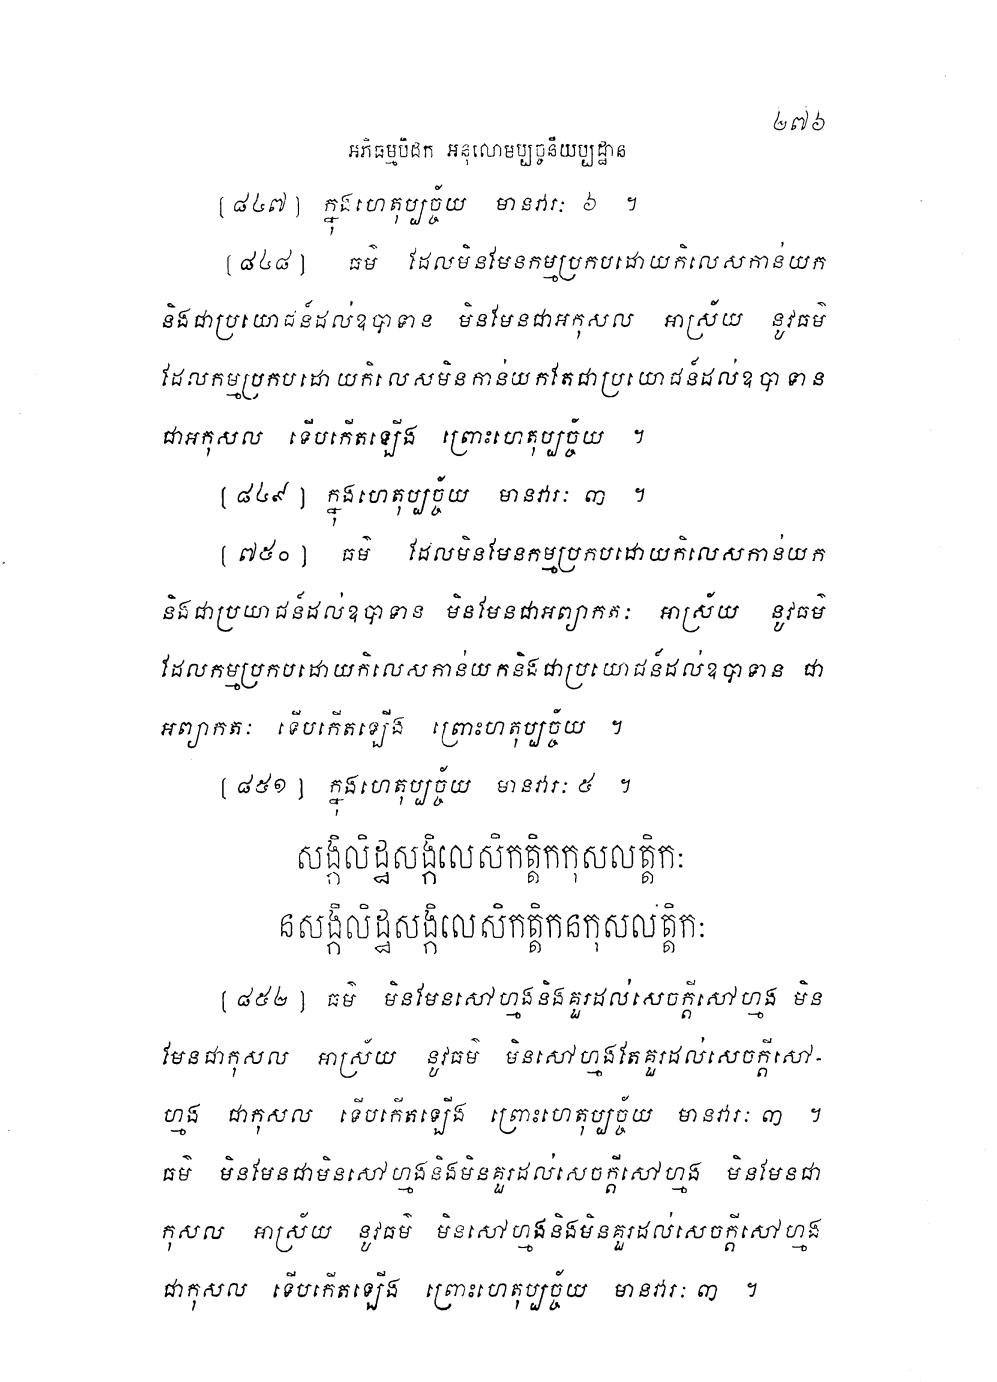 ២៧៦
អភិធម្មបិដក អនុលោមប្បច្ចនីយប្បដ្ឋាន
[៨៤៧] ក្នុងហេតុប្បច្ច័យ មានវារៈ ៦ ។
[៨៤៨] ធម៌ ដែលមិនមែនកម្មប្រកបដោយកិលេសកាន់យក
និងជាប្រយោជន៍ដល់ឧបាទាន មិនមែនជាអកុសល អាស្រ័យ នូវធម៌
ដែលកម្មប្រកបដោយកិលេសមិនកាន់យកតែជាប្រយោជន៍ដល់ឧបាទាន
ជាអកុសល ទើបកើតឡើង ព្រោះហេតុប្បច្ច័យ ។
[៨៤៩] ក្នុងហេតុប្បច្ច័យ មានវារៈ ៣ ។
[៧៥០] ធម៌ ដែលមិនមែនកម្មប្រកបដោយកិលេសកាន់យក
និងជាប្រយាជន៍ដល់ឧបាទាន មិនមែនជាអព្យាកតៈ អាស្រ័យ នូវធម៌
ដែលកម្មប្រកបដោយកិលេសកាន់យកនិងជាប្រយោជន៍ដល់ឧបាទាន ជា
អព្យាកតៈ ទើបកើតឡើង ព្រោះហតុប្បច្ច័យ ។
[៨៥១] ក្នុងហេតុប្បច្ច័យ មានវារៈ ៥ ។
សង្កិលិដ្ឋសង្កិលេសិកត្តិកកុសលត្តិកៈ
នសង្កិលិដ្ឋសង្កិលេសិកត្តិកនកុសលត្តិកៈ
[៨៥២] ធម៌ មិនមែនសៅហ្មងនិងគួរដល់សេចក្ដីសៅហ្មង មិន
មែនជាកុសល អាស្រ័យ នូវធម៌ មិនសៅហ្មងតែគួរដល់សេចក្ដីសៅ-
ហ្មង ជាកុសល ទើបកើតឡើង ព្រោះហេតុប្បច្ច័យ មានវារៈ ៣ ។
ធម៌ មិនមែនជាមិនសៅហ្មងនិងមិនគួរដល់សេចក្ដីសៅហ្មង មិនមែនជា
កុសល អាស្រ័យ នូវធម៌ មិនសៅហ្មងនិងមិនគួរដល់សេចក្ដីសៅហ្មង
ជាកុសល ទើបកើតឡើង ព្រោះហេតុប្បច្ច័យ មានវារៈ ៣ ។